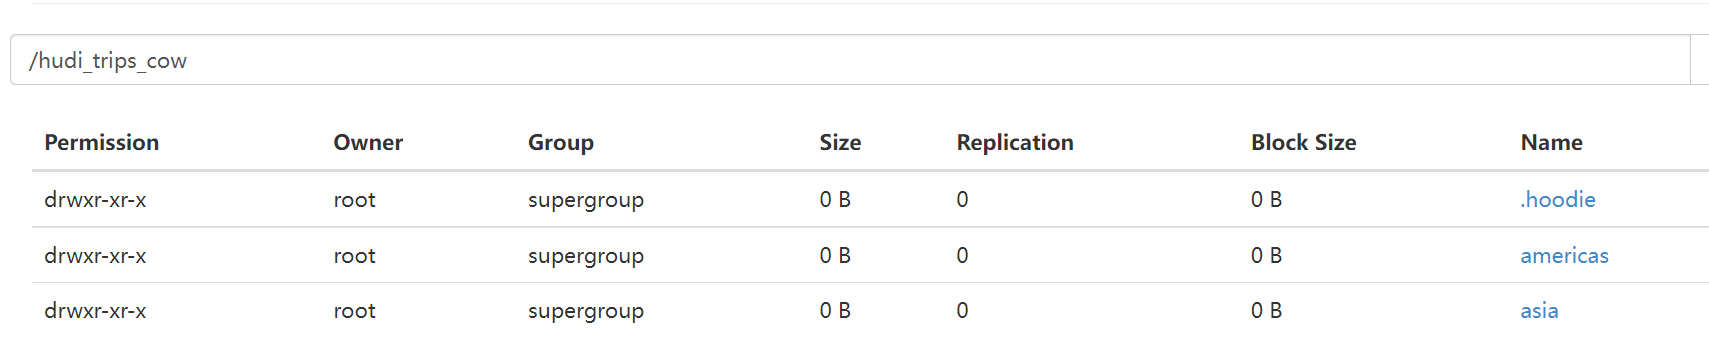 /hudi_trips_cow
Permission Owner Group Size Replication Block Size Name
drwxr-xr-x root supergroup 0 B 0 0 B .hoodie
drwxr-xr-x root supergroup 0 B 0 0 B americas
drwxr-xr-x root supergroup 0 B 0 0 B asia